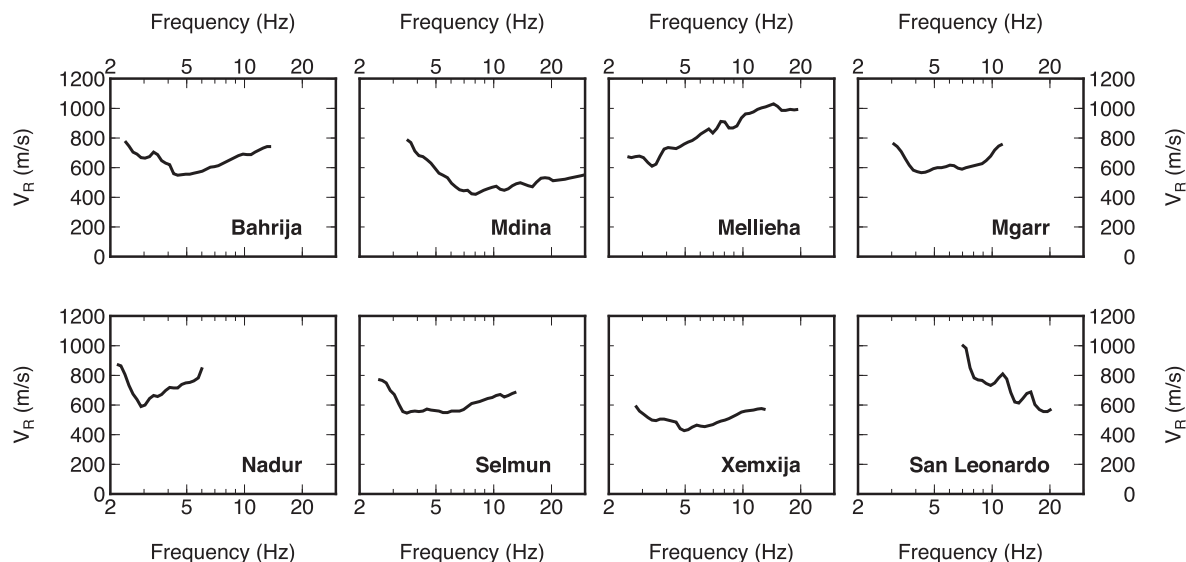 Frequency (Hz) Frequency (Hz) Frequency (Hz) Frequency (Hz)
2 5 10 20 2 5 10 20 2 5 10 20 2 5 10 20
1200 1200
1000 1000
800 800
600 600
400 400
200 200
0 0
V_R (m/s) V_R (m/s)
Bahrija Mdina Mellieha Mgarr
1200 1200
1000 1000
800 800
600 600
400 400
200 200
0 0
V_R (m/s) V_R (m/s)
Nadur Selmun Xemxija San Leonardo
2 5 10 20 2 5 10 20 2 5 10 20 2 5 10 20
Frequency (Hz) Frequency (Hz) Frequency (Hz) Frequency (Hz)